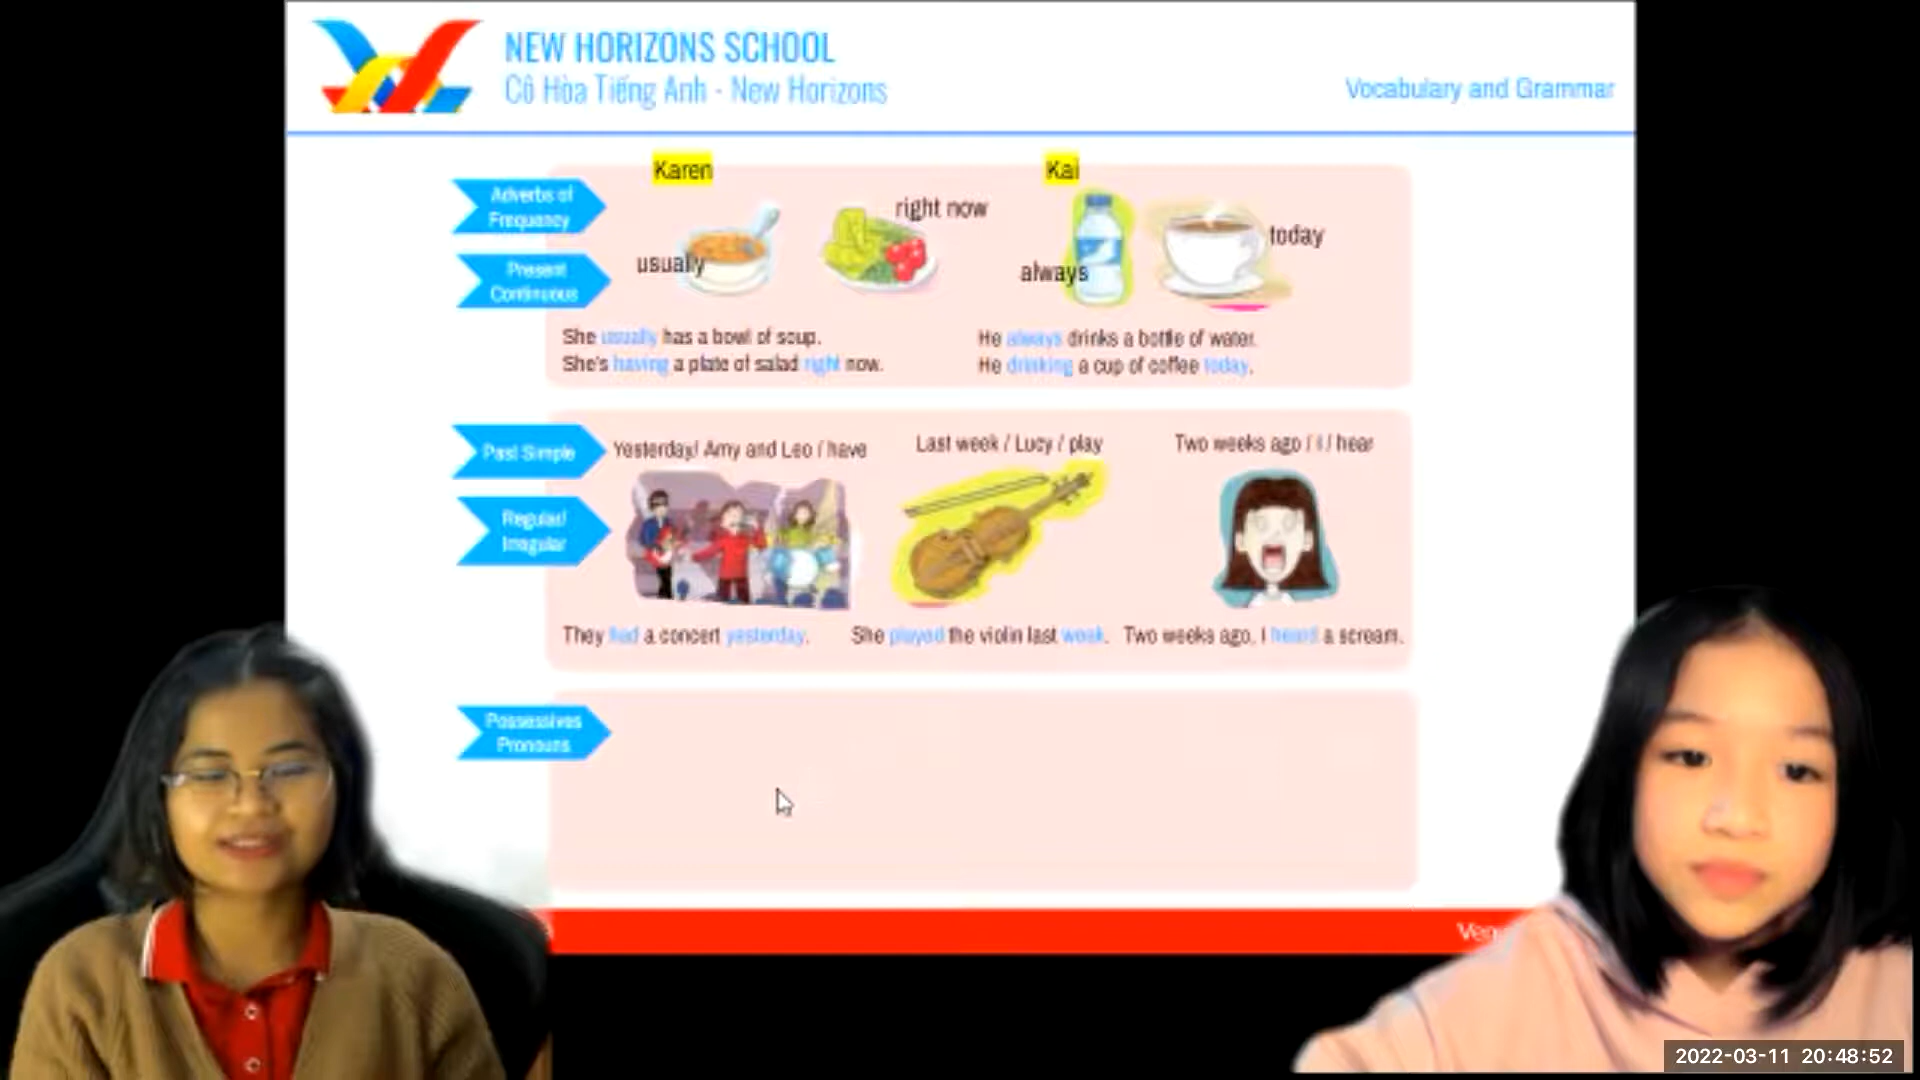 NEW HORIZONS SCHOOL
Cô Hòa Tiếng Anh - New Horizons
Vocabulary and Grammar
Karen
Kai
Adverbs of
Frequency
right now
usually
today
always
Present
Continuous
She usually has a bowl of soup.
She's having a plate of salad right now.
He always drinks a bottle of water.
He drinking a cup of coffee today.
Past Simple
Yesterday/ Amy and Leo / have
Last week / Lucy / play
Two weeks ago / I / hear
Regular/
Irregular
They had a concert yesterday.
She played the violin last week.
Two weeks ago, I heard a scream.
Possessives
Pronouns
2022-03-11 20:48:52